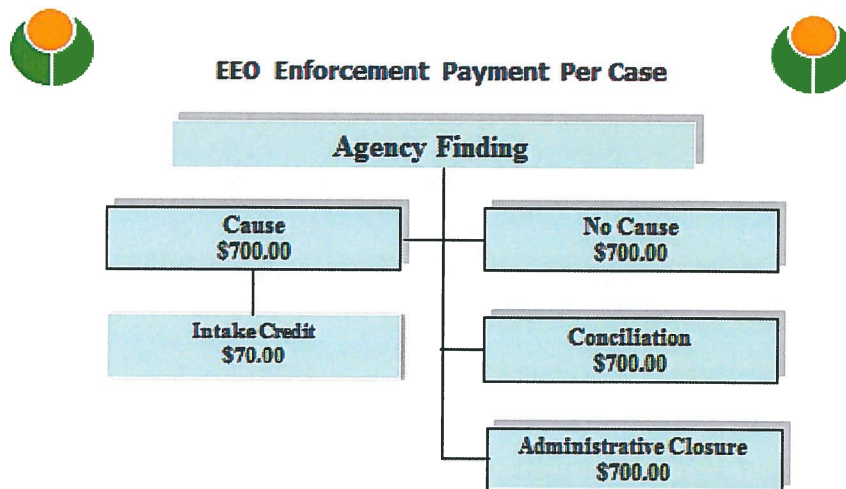 EEO Enforcement Payment Per Case
Agency Finding
Cause
$700.00
No Cause
$700.00
Intake Credit
$70.00
Conciliation
$700.00
Administrative Closure
$700.00